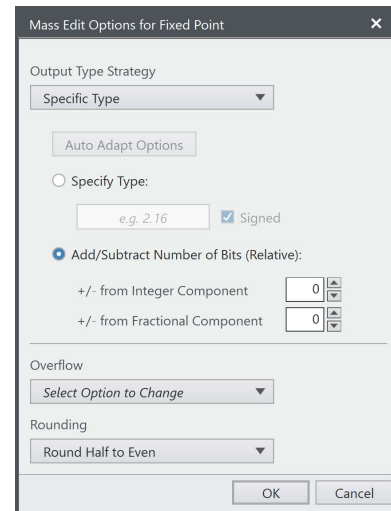 Mass Edit Options for Fixed Point
Output Type Strategy
Specific Type
Auto Adapt Options
Specify Type:
e.g. 2.16 Signed
Add/Subtract Number of Bits (Relative):
+/- from Integer Component 0
+/- from Fractional Component 0
Overflow
Select Option to Change
Rounding
Round Half to Even
OK Cancel